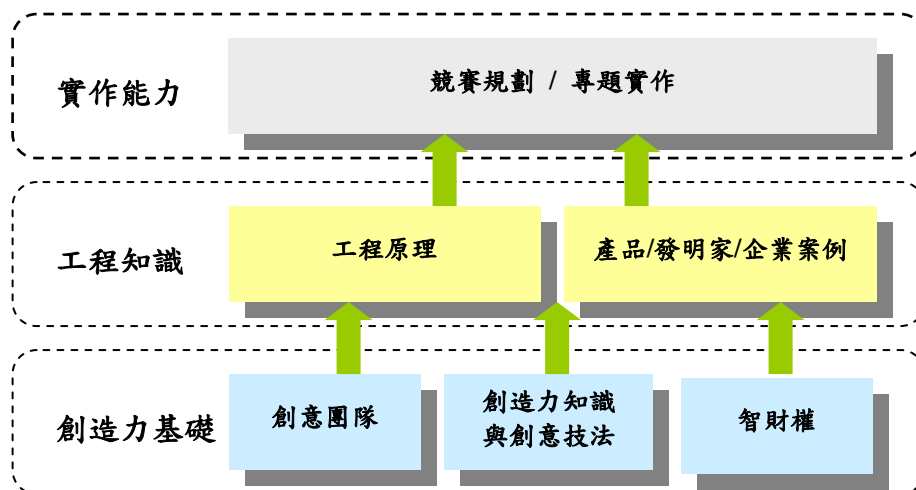 實作能力
競賽規劃 / 專題實作
工程知識
工程原理
產品/發明家/企業案例
創造力基礎
創意團隊
創造力知識
與創意技法
智財權